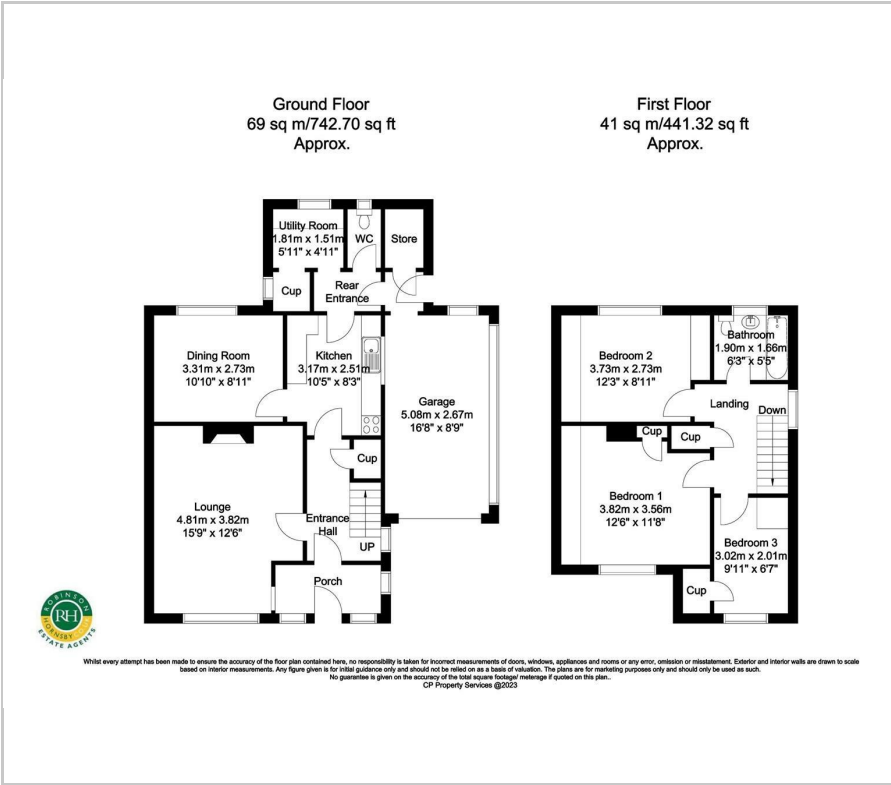 Ground Floor
69 sq m/742.70 sq ft
Approx.
First Floor
41 sq m/441.32 sq ft
Approx.
Utility Room
1.81m x 1.51m
5'11" x 4'11"
WC
Store
Cup
Rear
Entrance
Dining Room
3.31m x 2.73m
10'10" x 8'11"
Kitchen
3.17m x 2.51m
10'5" x 8'3"
Garage
5.08m x 2.67m
16'8" x 8'9"
Cup
Lounge
4.81m x 3.82m
15'9" x 12'6"
Entrance
Hall
UP
Porch
Bedroom 2
3.73m x 2.73m
12'3" x 8'11"
Bathroom
1.90m x 1.66m
6'3" x 5'5"
Landing
Down
Cup
Cup
Bedroom 1
3.82m x 3.56m
12'6" x 11'8"
Bedroom 3
3.02m x 2.01m
9'11" x 6'7"
Cup
ROBINSON
HORNSBY
RH
ESTATE AGENTS
Whilst every attempt has been made to ensure the accuracy of the floor plan contained here, no responsibility is taken for incorrect measurements of doors, windows, appliances and rooms or any error, omission or misstatement. Exterior and interior walls are drawn to scale
based on interior measurements. Any figure given is for initial guidance only and should not be relied on as a basis of valuation. The plans are for marketing purposes only and should only be used as such.
No guarantee is given on the accuracy of the total square footage/ meterage if quoted on this plan..
CP Property Services @2023